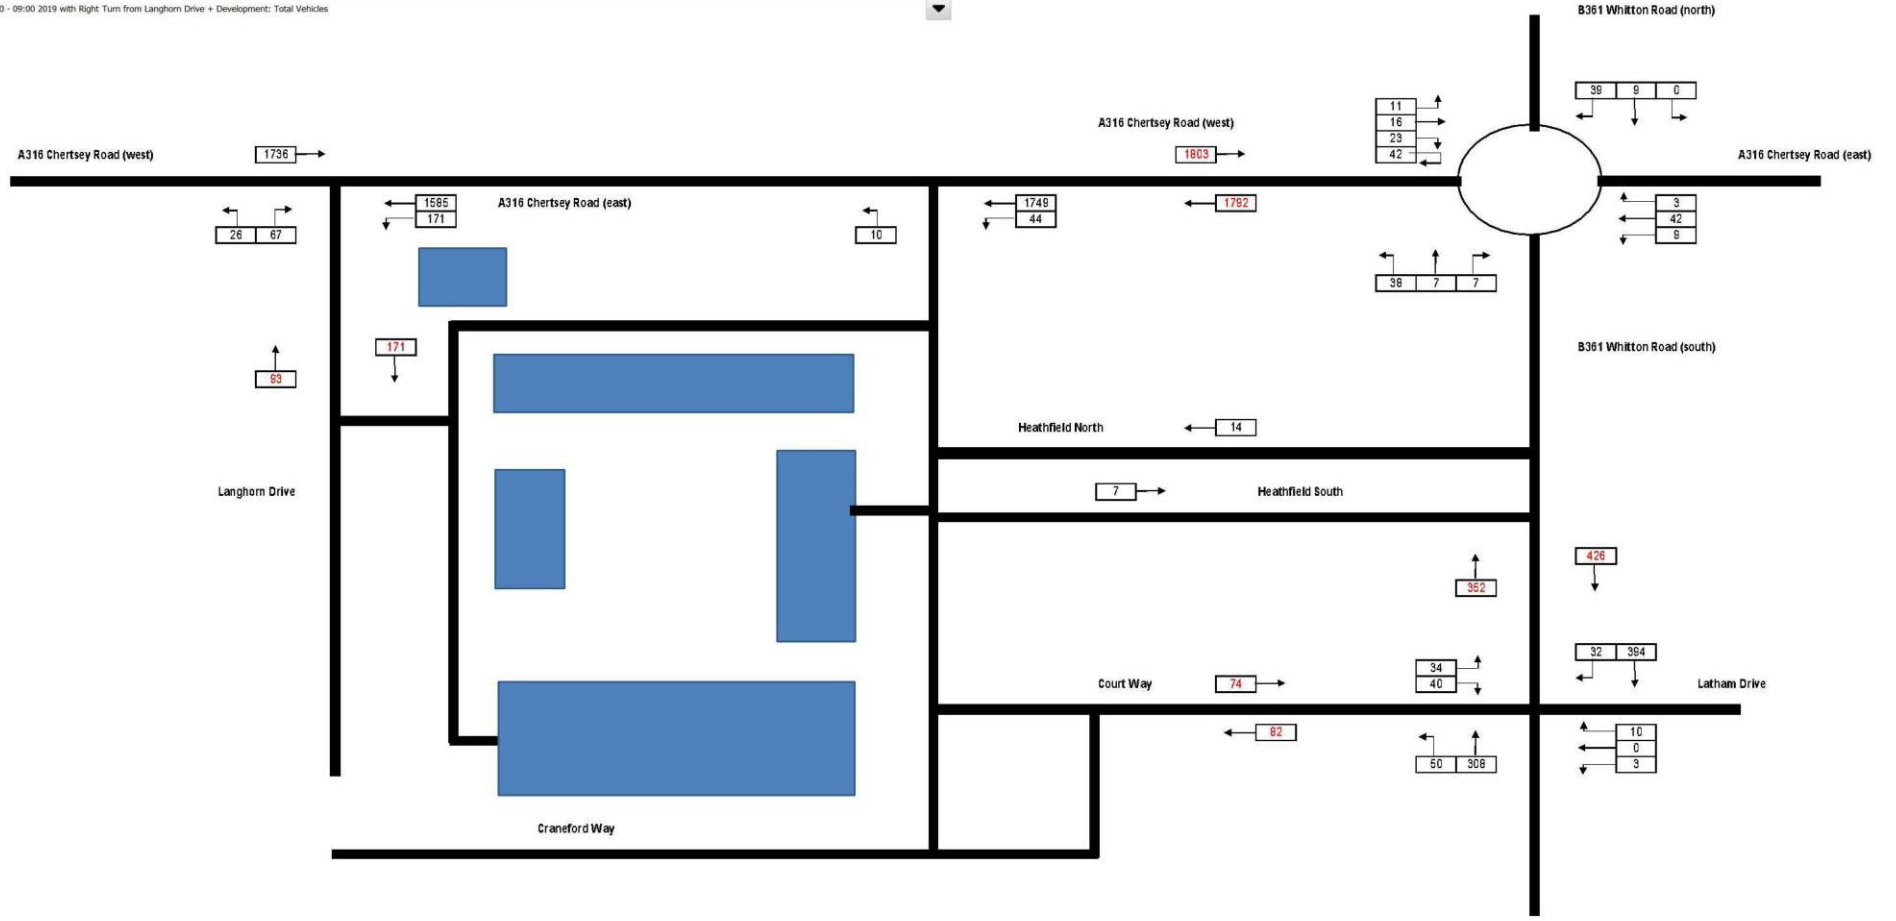 0 - 09:00 2019 with Right Turn from Langhorn Drive + Development: Total Vehicles
B361 Whitton Road (north)
39 9 0
11
16
23
42
A316 Chertsey Road (west)
A316 Chertsey Road (west)
1736
1803
A316 Chertsey Road (east)
26 67
1585
171
A316 Chertsey Road (east)
10
1749
44
1792
3
42
9
38 7 7
171
93
B361 Whitton Road (south)
Heathfield North
14
Langhorn Drive
7
Heathfield South
426
352
32 394
34
40
Court Way
74
Latham Drive
82
50 308
10
0
3
Craneford Way